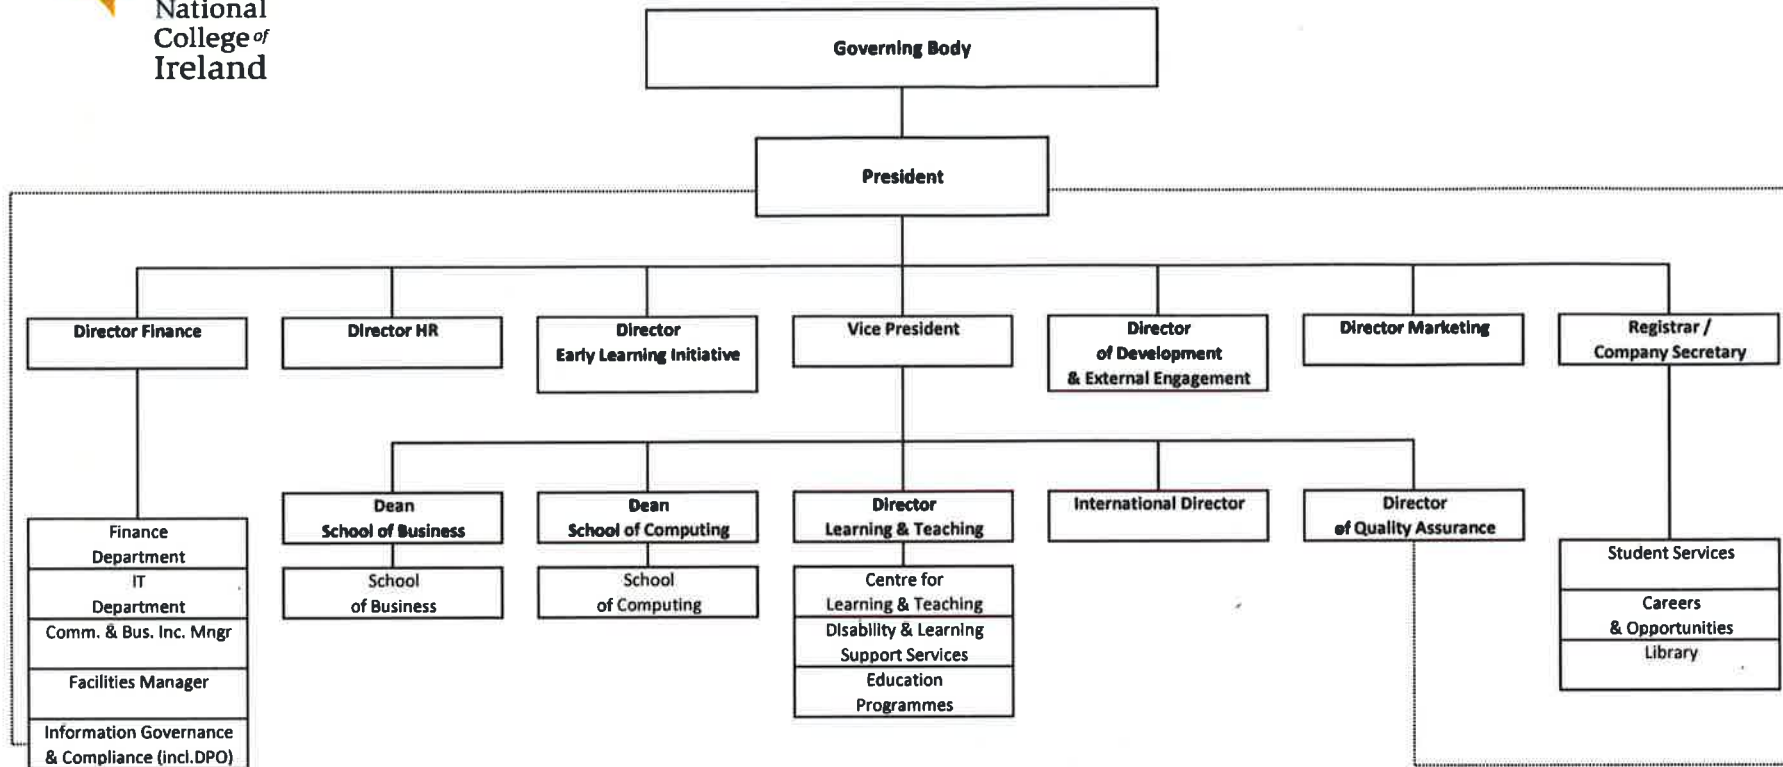 National
College of
Ireland
Governing Body
President
Director Finance
Director HR
Director
Early Learning Initiative
Vice President
Director
of Development
& External Engagement
Director Marketing
Registrar /
Company Secretary
Dean
School of Business
Dean
School of Computing
Director
Learning & Teaching
International Director
Director
of Quality Assurance
Finance
Department
IT
Department
Comm. & Bus. Inc. Mngr
Facilities Manager
Information Governance
& Compliance (incl.DPO)
School
of Business
School
of Computing
Centre for
Learning & Teaching
Disability & Learning
Support Services
Education
Programmes
Student Services
Careers
& Opportunities
Library